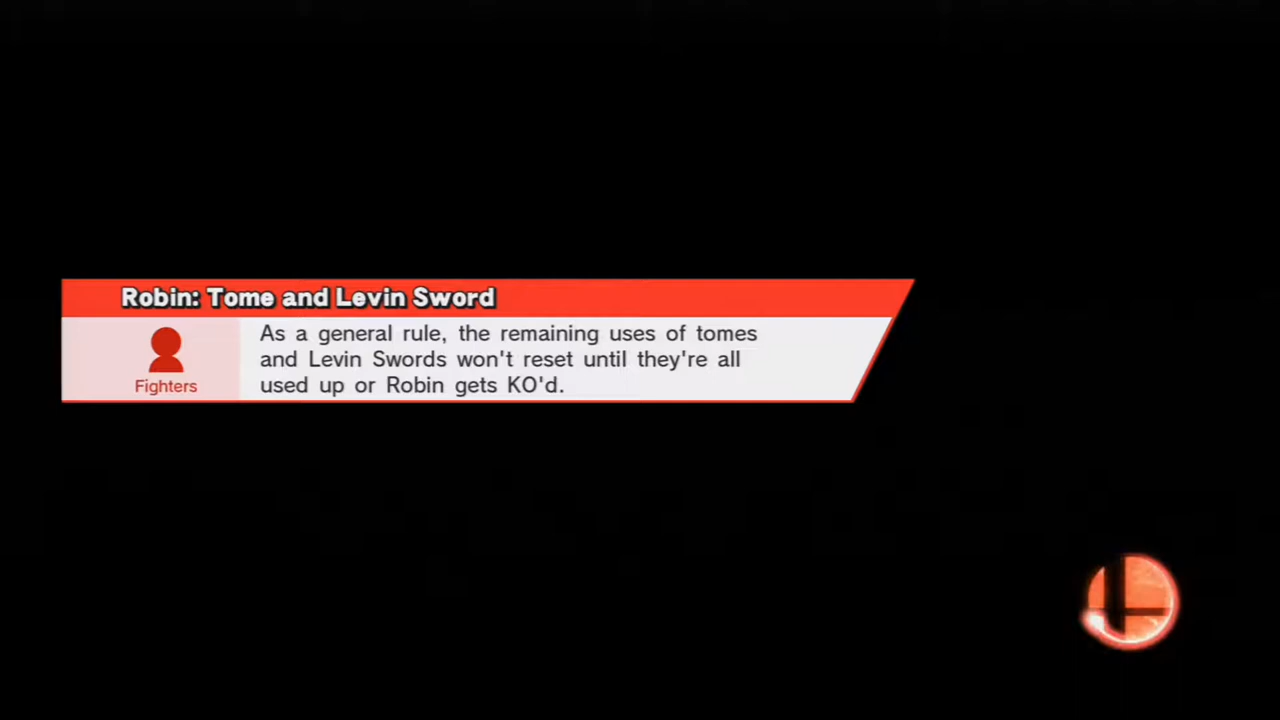 Robin: Tome and Levin Sword
As a general rule, the remaining uses of tomes
and Levin Swords won't reset until they're all
used up or Robin gets KO'd.
Fighters